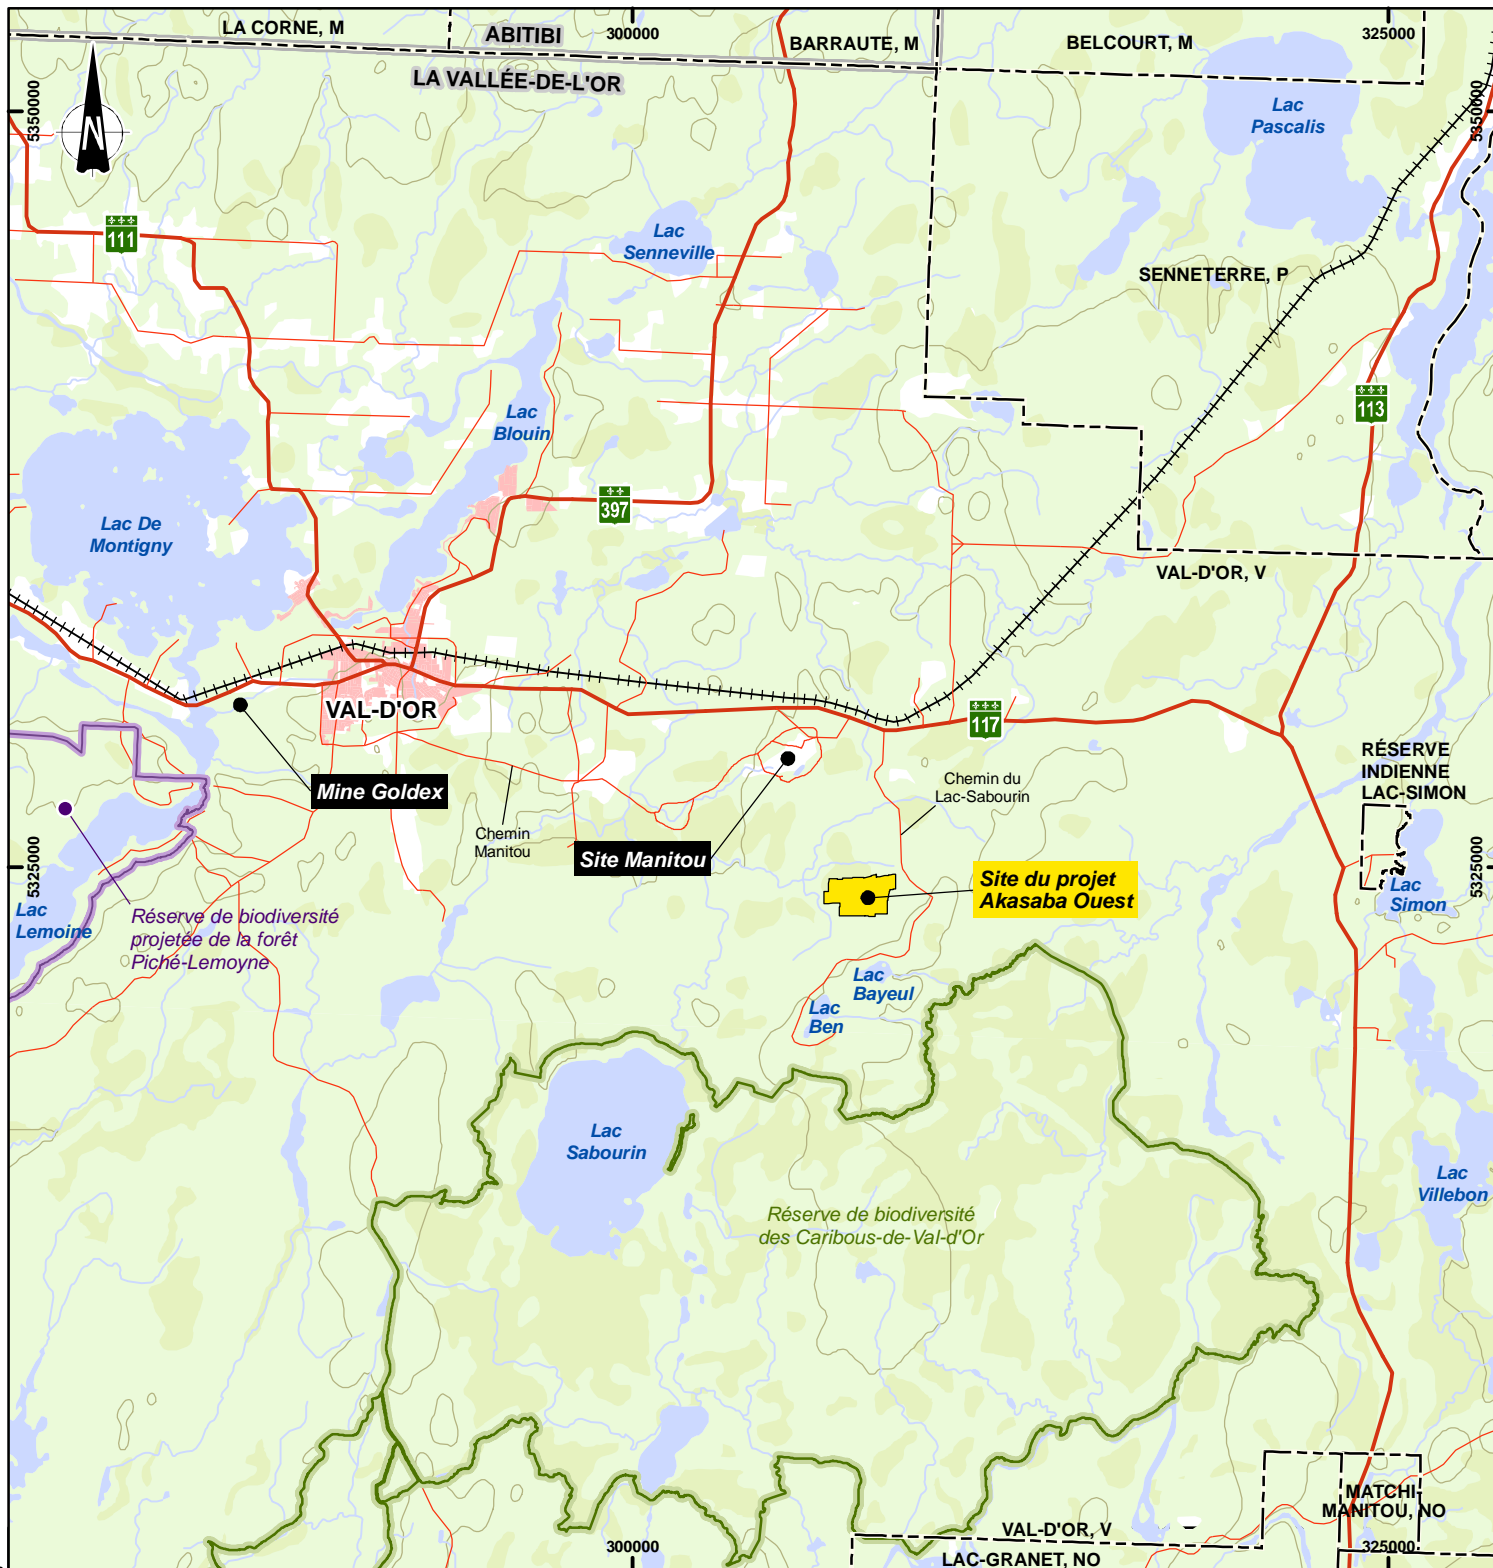 LA CORNE, M
ABITIBI
300000
BARRAUTE, M
BELCOURT, M
325000
LA VALLÉE-DE-L'OR
5350000
N
Lac
Pascalis
5350000
111
Lac
Senneville
SENNETERRE, P
113
Lac
Blouin
397
Lac De
Montigny
VAL-D'OR, V
VAL-D'OR
117
RÉSERVE
INDIENNE
LAC-SIMON
Mine Goldex
Chemin du
Lac-Sabourin
Chemin
Manitou
Site Manitou
5325000
5325000
Site du projet
Akasaba Ouest
Lac
Simon
Lac
Lemoine
Réserve de biodiversité
projetée de la forêt
Piché-Lemoyne
Lac
Bayeul
Lac
Ben
Lac
Sabourin
Lac
Villebon
Réserve de biodiversité
des Caribous-de-Val-d'Or
MATCHI-
MANITOU, NO
VAL-D'OR, V
300000
LAC-GRANET, NO
325000